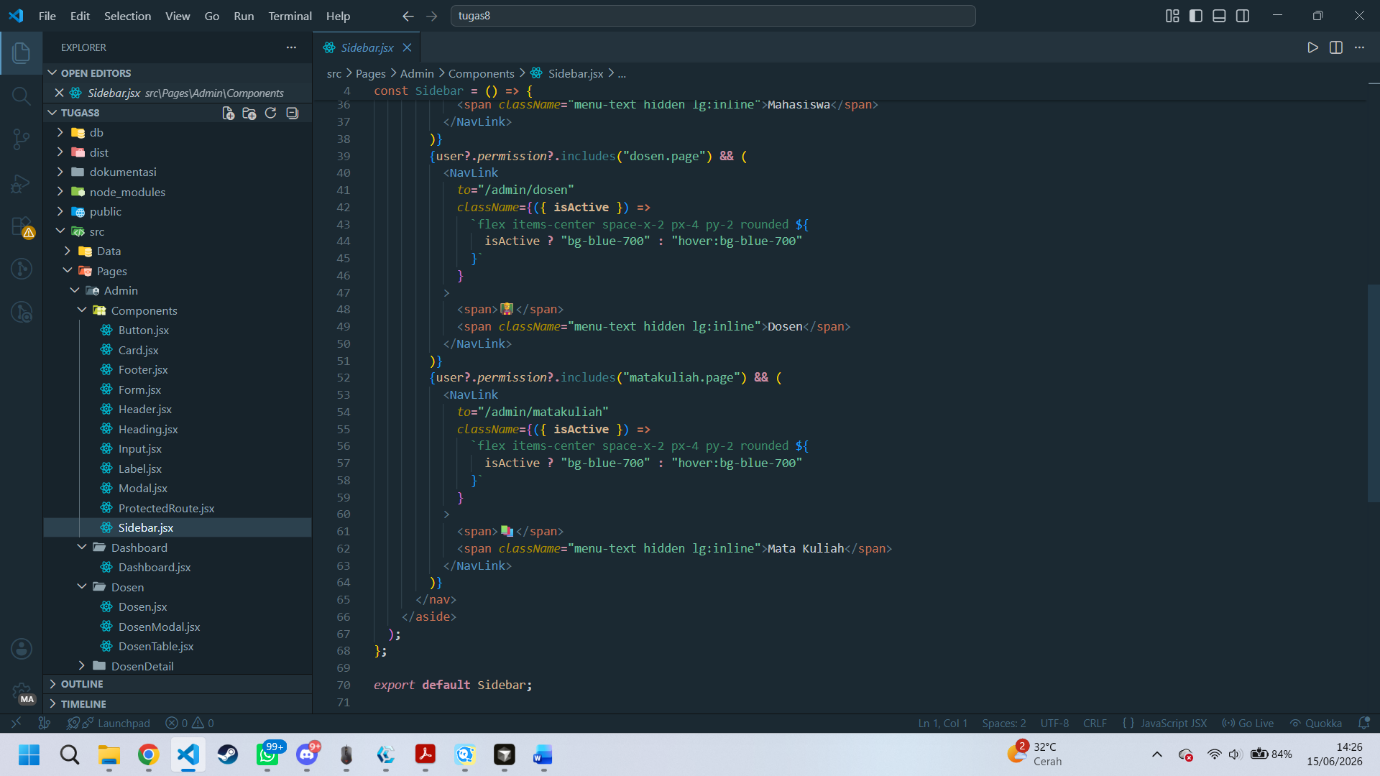 File Edit Selection View Go Run Terminal Help
tugas8
EXPLORER
OPEN EDITORS
Sidebar.jsx src\Pages\Admin\Components
TUGAS8
db
dist
dokumentasi
node_modules
public
src
Data
Pages
Admin
Components
Button.jsx
Card.jsx
Footer.jsx
Form.jsx
Header.jsx
Heading.jsx
Input.jsx
Label.jsx
Modal.jsx
ProtectedRoute.jsx
Sidebar.jsx
Dashboard
Dashboard.jsx
Dosen
Dosen.jsx
DosenModal.jsx
DosenTable.jsx
DosenDetail
OUTLINE
TIMELINE
MA
Sidebar.jsx
src > Pages > Admin > Components > Sidebar.jsx > ...
4 const Sidebar = () => {
36 <span className="menu-text hidden lg:inline">Mahasiswa</span>
37 </NavLink>
38 )}
39 {user?.permission?.includes("dosen.page") && (
40 <NavLink
41 to="/admin/dosen"
42 className={({ isActive }) =>
43 `flex items-center space-x-2 px-4 py-2 rounded ${
44 isActive ? "bg-blue-700" : "hover:bg-blue-700"
45 }`
46 }
47 >
48 <span>👨‍🏫</span>
49 <span className="menu-text hidden lg:inline">Dosen</span>
50 </NavLink>
51 )}
52 {user?.permission?.includes("matakuliah.page") && (
53 <NavLink
54 to="/admin/matakuliah"
55 className={({ isActive }) =>
56 `flex items-center space-x-2 px-4 py-2 rounded ${
57 isActive ? "bg-blue-700" : "hover:bg-blue-700"
58 }`
59 }
60 >
61 <span>📚</span>
62 <span className="menu-text hidden lg:inline">Mata Kuliah</span>
63 </NavLink>
64 )}
65 </nav>
66 </aside>
67 );
68 };
69
70 export default Sidebar;
71
Launchpad 0 0 Ln 1, Col 1 Spaces: 2 UTF-8 CRLF { } JavaScript JSX Go Live Quokka
99+ 9+ 2 32°C Cerah 84% 14:26 15/06/2026